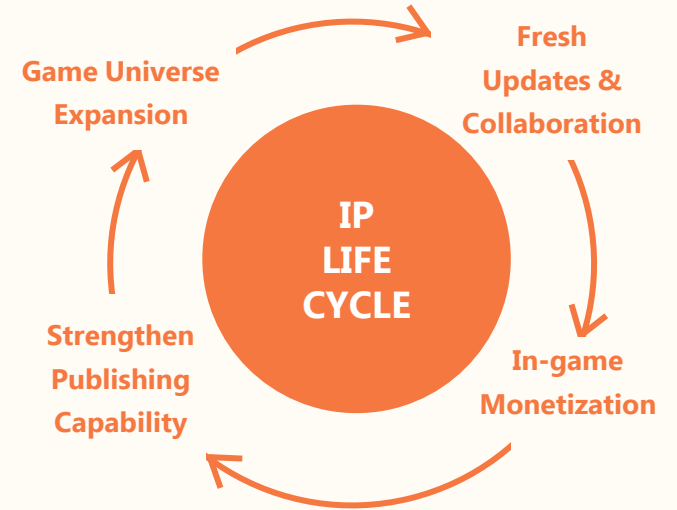 Game Universe
Expansion
Fresh
Updates &
Collaboration
IP
LIFE
CYCLE
Strengthen
Publishing
Capability
In-game
Monetization